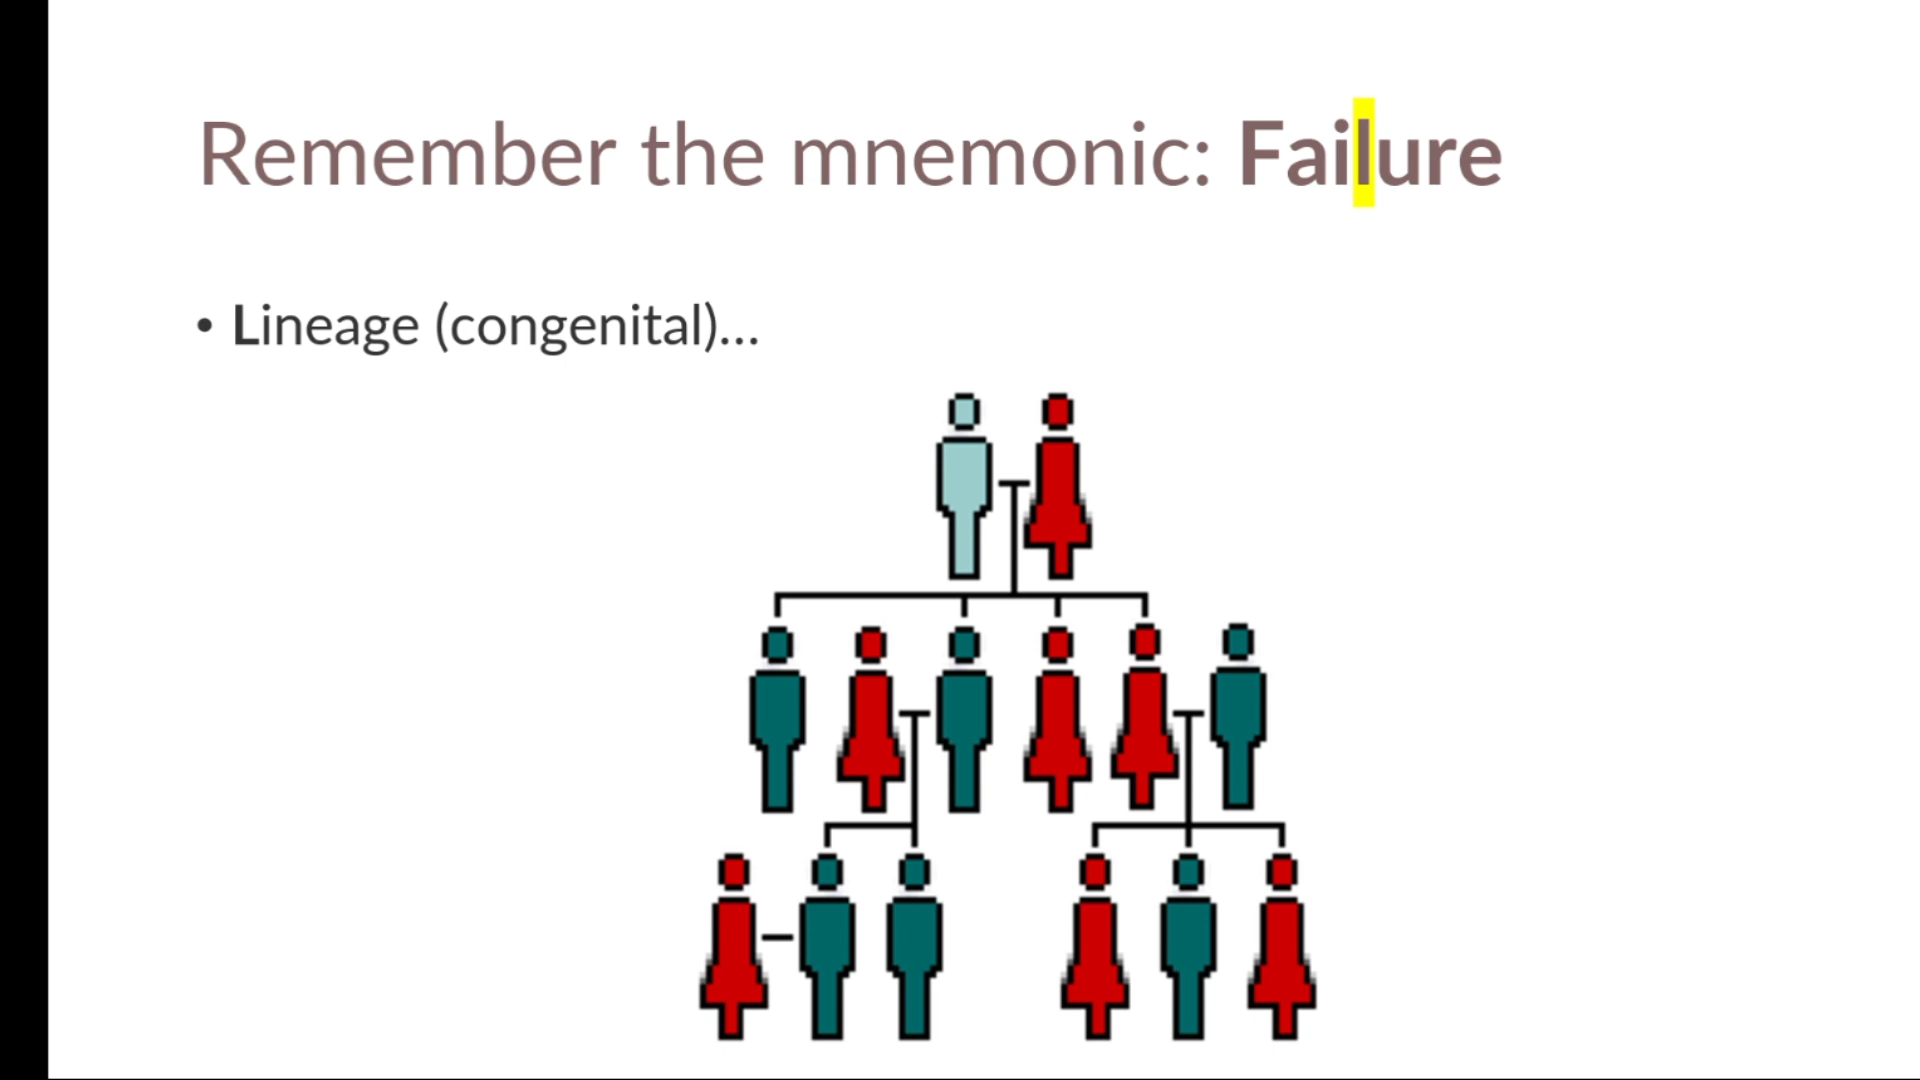 Remember the mnemonic: Failure
• Lineage (congenital)...